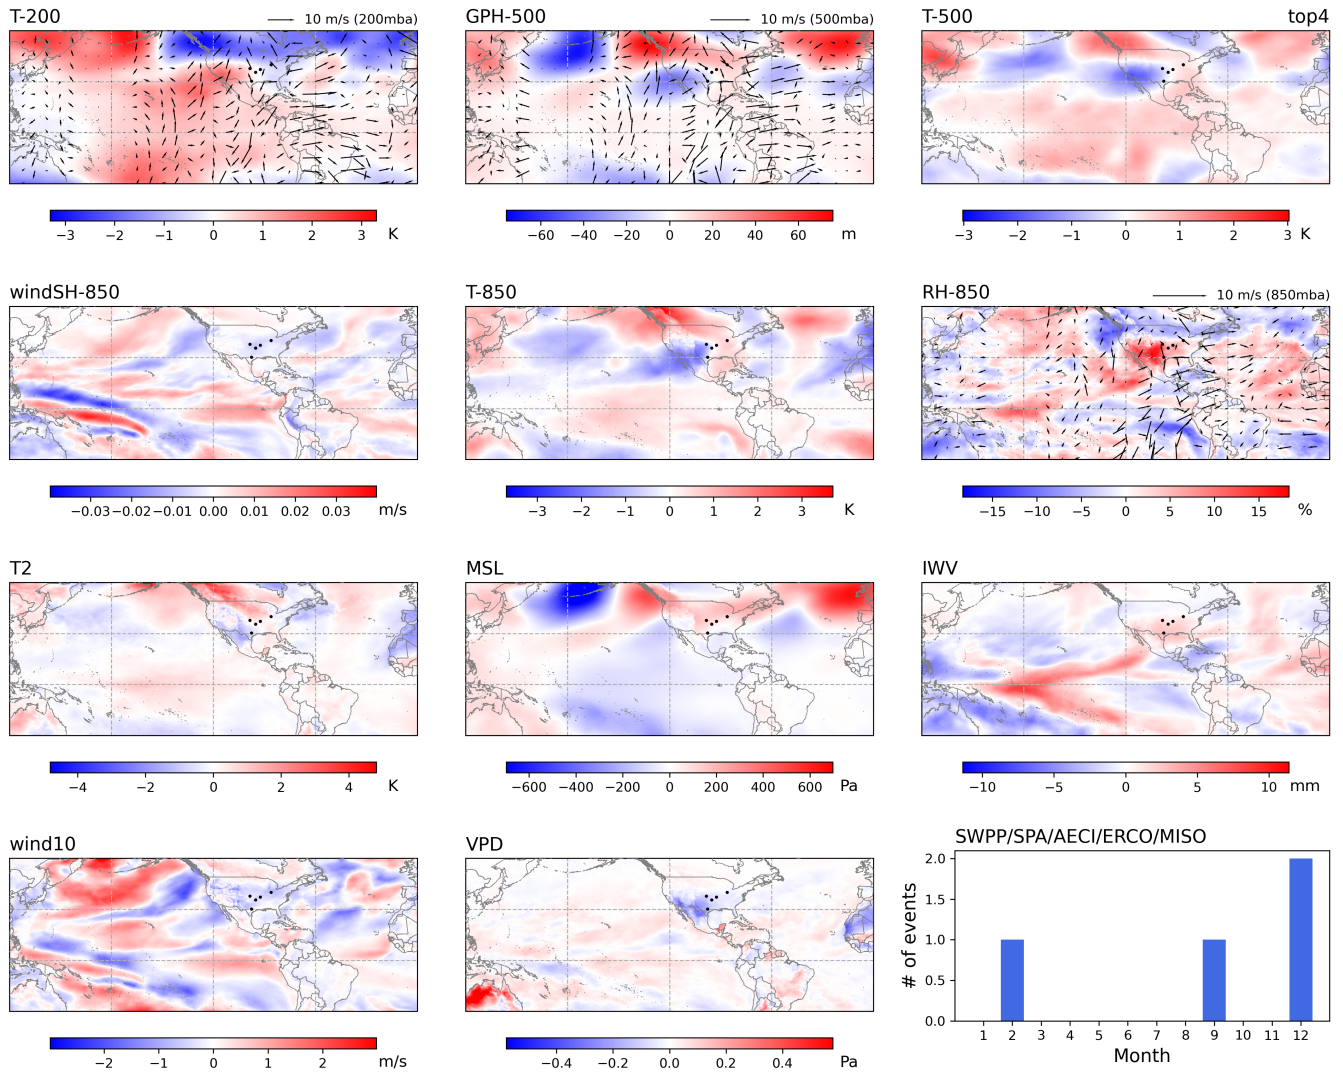 T-200
10 m/s (200mba)
GPH-500
10 m/s (500mba)
T-500
top4
−3 −2 −1 0 1 2 3 K
−60 −40 −20 0 20 40 60 m
−3 −2 −1 0 1 2 3 K
windSH-850
T-850
RH-850
10 m/s (850mba)
−0.03 −0.02 −0.01 0.00 0.01 0.02 0.03 m/s
−3 −2 −1 0 1 2 3 K
−15 −10 −5 0 5 10 15 %
T2
MSL
IWV
−4 −2 0 2 4 K
−600 −400 −200 0 200 400 600 Pa
−10 −5 0 5 10 mm
wind10
VPD
SWPP/SPA/AECI/ERCO/MISO
2.0
1.5
1.0
0.5
0.0
# of events
1 2 3 4 5 6 7 8 9 10 11 12
Month
−2 −1 0 1 2 m/s
−0.4 −0.2 0.0 0.2 0.4 Pa